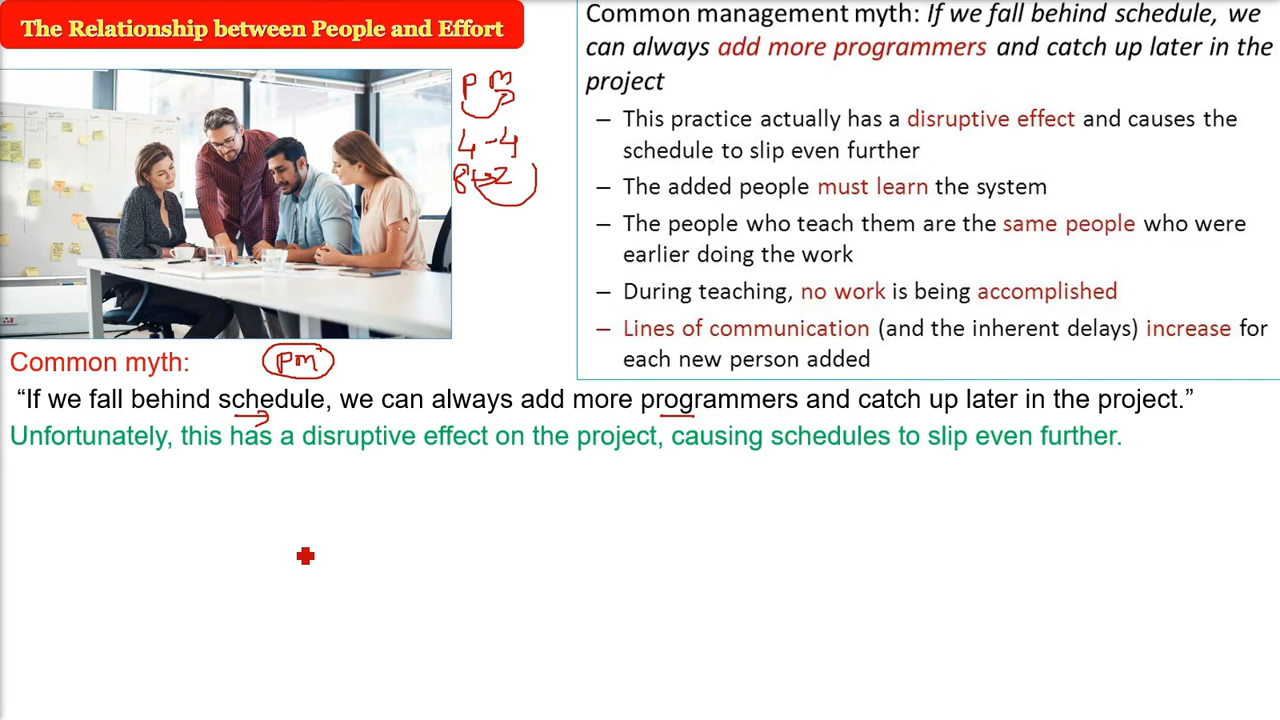 The Relationship between People and Effort
P M
4-4
8-2
Common management myth: If we fall behind schedule, we
can always add more programmers and catch up later in the
project
– This practice actually has a disruptive effect and causes the
schedule to slip even further
– The added people must learn the system
– The people who teach them are the same people who were
earlier doing the work
– During teaching, no work is being accomplished
– Lines of communication (and the inherent delays) increase for
each new person added
Common myth:
PM
“If we fall behind schedule, we can always add more programmers and catch up later in the project.”
Unfortunately, this has a disruptive effect on the project, causing schedules to slip even further.